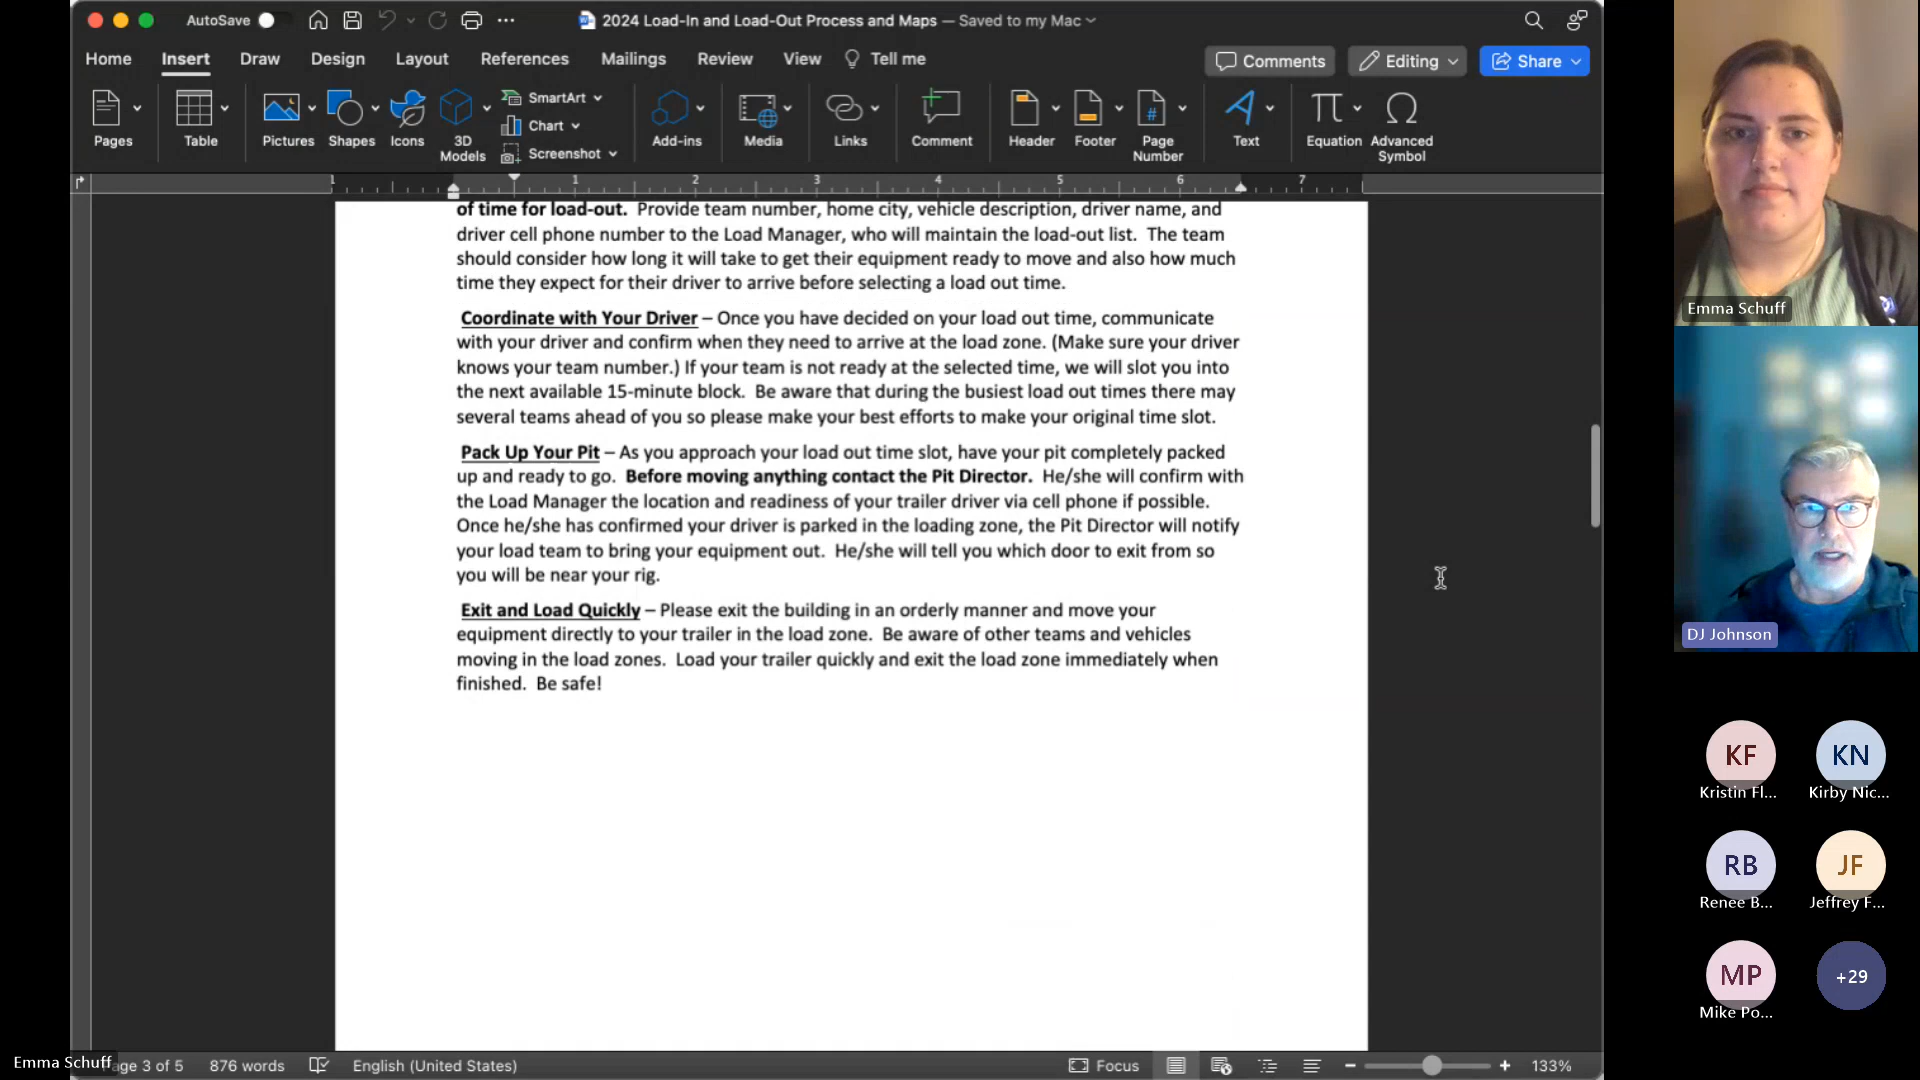 AutoSave
2024 Load-In and Load-Out Process and Maps — Saved to my Mac
Home Insert Draw Design Layout References Mailings Review View Tell me
Comments Editing Share
Pages Table Pictures Shapes Icons 3D Models SmartArt Chart Screenshot Add-ins Media Links Comment Header Footer Page Number Text Equation Advanced Symbol
1 1 2 3 4 5 6 7
of time for load-out. Provide team number, home city, vehicle description, driver name, and
driver cell phone number to the Load Manager, who will maintain the load-out list. The team
should consider how long it will take to get their equipment ready to move and also how much
time they expect for their driver to arrive before selecting a load out time.
Coordinate with Your Driver – Once you have decided on your load out time, communicate
with your driver and confirm when they need to arrive at the load zone. (Make sure your driver
knows your team number.) If your team is not ready at the selected time, we will slot you into
the next available 15-minute block. Be aware that during the busiest load out times there may
several teams ahead of you so please make your best efforts to make your original time slot.
Pack Up Your Pit – As you approach your load out time slot, have your pit completely packed
up and ready to go. Before moving anything contact the Pit Director. He/she will confirm with
the Load Manager the location and readiness of your trailer driver via cell phone if possible.
Once he/she has confirmed your driver is parked in the loading zone, the Pit Director will notify
your load team to bring your equipment out. He/she will tell you which door to exit from so
you will be near your rig.
Exit and Load Quickly – Please exit the building in an orderly manner and move your
equipment directly to your trailer in the load zone. Be aware of other teams and vehicles
moving in the load zones. Load your trailer quickly and exit the load zone immediately when
finished. Be safe!
Emma Schuff
age 3 of 5 876 words English (United States) Focus 133%
Emma Schuff
DJ Johnson
KF KN
Kristin Fl... Kirby Nic...
RB JF
Renee B... Jeffrey F...
MP +29
Mike Po...